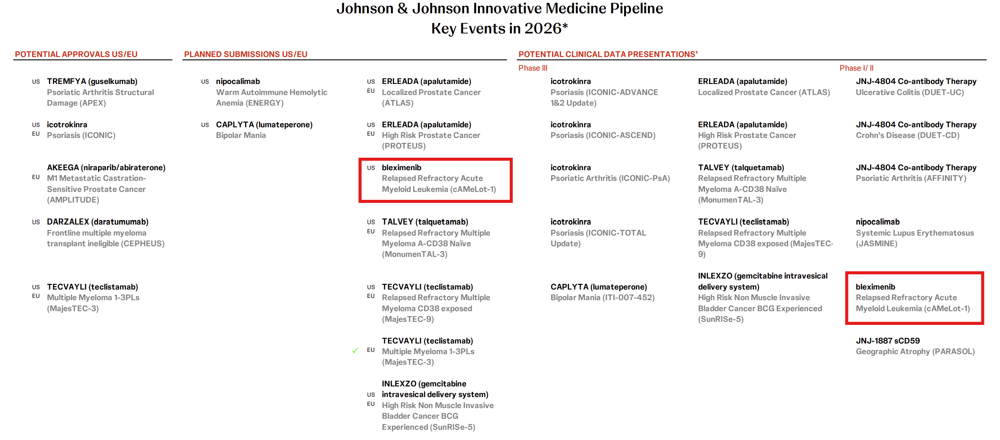 Johnson & Johnson Innovative Medicine Pipeline
Key Events in 2026*
POTENTIAL APPROVALS US/EU
US
TREMFYA (guselkumab)
Psoriatic Arthritis Structural
Damage (APEX)
US
EU
icotrokinra
Psoriasis (ICONIC)
EU
AKEEGA (niraparib/abiraterone)
M1 Metastatic Castration-
Sensitive Prostate Cancer
(AMPLITUDE)
US
DARZALEX (daratumumab)
Frontline multiple myeloma
transplant ineligible (CEPHEUS)
US
EU
TECVAYLI (teclistamab)
Multiple Myeloma 1-3PLs
(MajesTEC-3)
PLANNED SUBMISSIONS US/EU
US
nipocalimab
Warm Autoimmune Hemolytic
Anemia (ENERGY)
US
CAPLYTA (lumateperone)
Bipolar Mania
US
EU
ERLEADA (apalutamide)
Localized Prostate Cancer
(ATLAS)
US
EU
ERLEADA (apalutamide)
High Risk Prostate Cancer
(PROTEUS)
US
bleximenib
Relapsed Refractory Acute
Myeloid Leukemia (cAMeLot-1)
US
EU
TALVEY (talquetamab)
Relapsed Refractory Multiple
Myeloma A-CD38 Naïve
(MonumenTAL-3)
US
EU
TECVAYLI (teclistamab)
Relapsed Refractory Multiple
Myeloma CD38 exposed
(MajesTEC-9)
✓ EU
TECVAYLI (teclistamab)
Multiple Myeloma 1-3PLs
(MajesTEC-3)
US
EU
INLEXZO (gemcitabine
intravesical delivery system)
High Risk Non Muscle Invasive
Bladder Cancer BCG
Experienced (SunRISe-5)
POTENTIAL CLINICAL DATA PRESENTATIONS¹
Phase III
icotrokinra
Psoriasis (ICONIC-ADVANCE
1&2 Update)
icotrokinra
Psoriasis (ICONIC-ASCEND)
icotrokinra
Psoriatic Arthritis (ICONIC-PsA)
icotrokinra
Psoriasis (ICONIC-TOTAL
Update)
CAPLYTA (lumateperone)
Bipolar Mania (ITI-007-452)
ERLEADA (apalutamide)
Localized Prostate Cancer (ATLAS)
ERLEADA (apalutamide)
High Risk Prostate Cancer
(PROTEUS)
TALVEY (talquetamab)
Relapsed Refractory Multiple
Myeloma A-CD38 Naïve
(MonumenTAL-3)
TECVAYLI (teclistamab)
Relapsed Refractory Multiple
Myeloma CD38 exposed (MajesTEC-
9)
INLEXZO (gemcitabine intravesical
delivery system)
High Risk Non Muscle Invasive
Bladder Cancer BCG Experienced
(SunRISe-5)
Phase I/ II
JNJ-4804 Co-antibody Therapy
Ulcerative Colitis (DUET-UC)
JNJ-4804 Co-antibody Therapy
Crohn's Disease (DUET-CD)
JNJ-4804 Co-antibody Therapy
Psoriatic Arthritis (AFFINITY)
nipocalimab
Systemic Lupus Erythematosus
(JASMINE)
bleximenib
Relapsed Refractory Acute
Myeloid Leukemia (cAMeLot-1)
JNJ-1887 sCD59
Geographic Atrophy (PARASOL)